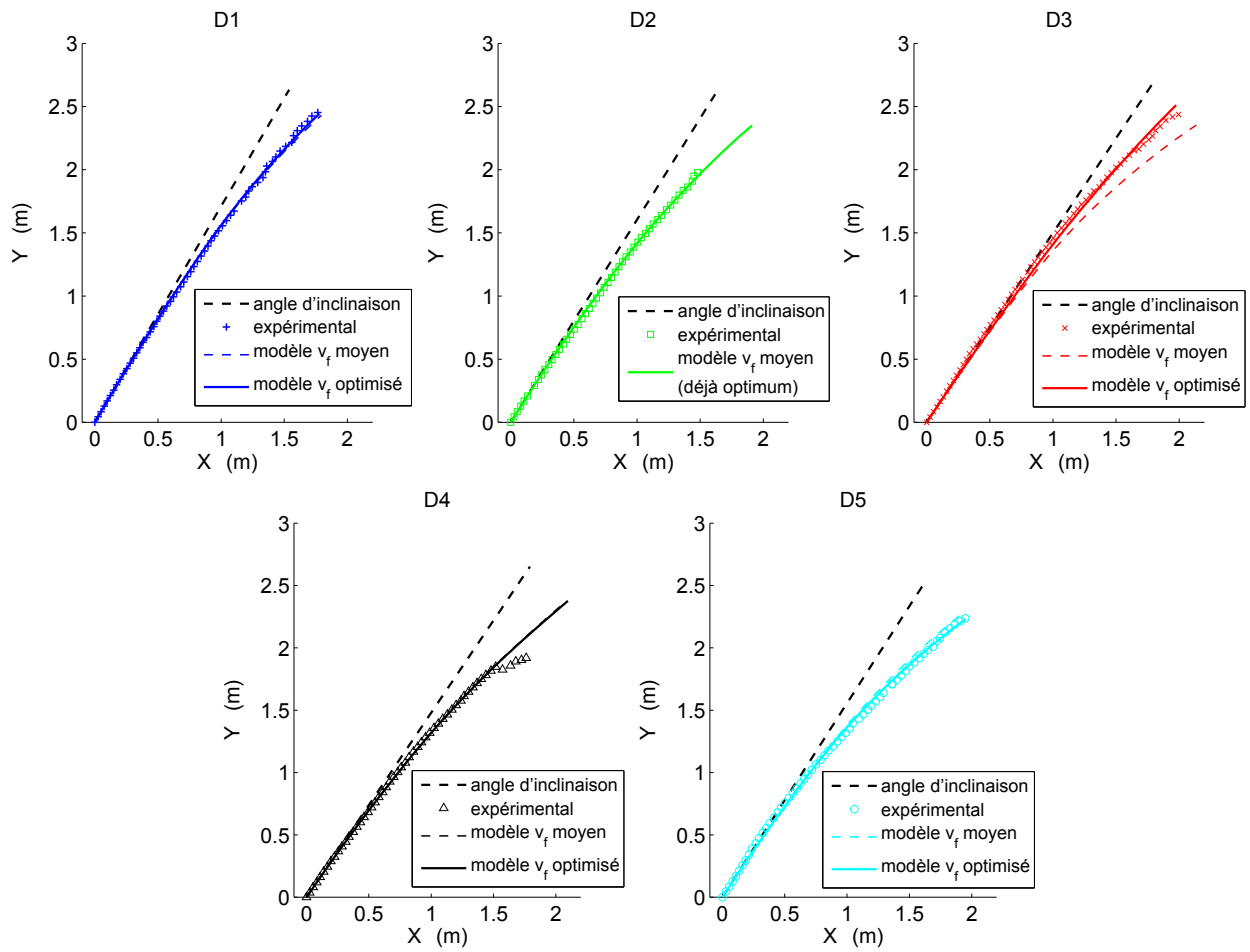 D1
3
2.5
2
1.5
1
0.5
0
Y (m)
0 0.5 1 1.5 2
X (m)
angle d'inclinaison
expérimental
modèle v_f moyen
modèle v_f optimisé
D2
3
2.5
2
1.5
1
0.5
0
Y (m)
0 0.5 1 1.5 2
X (m)
angle d'inclinaison
expérimental
modèle v_f moyen
(déjà optimum)
D3
3
2.5
2
1.5
1
0.5
0
Y (m)
0 0.5 1 1.5 2
X (m)
angle d'inclinaison
expérimental
modèle v_f moyen
modèle v_f optimisé
D4
3
2.5
2
1.5
1
0.5
0
Y (m)
0 0.5 1 1.5 2
X (m)
angle d'inclinaison
expérimental
modèle v_f moyen
modèle v_f optimisé
D5
3
2.5
2
1.5
1
0.5
0
Y (m)
0 0.5 1 1.5 2
X (m)
angle d'inclinaison
expérimental
modèle v_f moyen
modèle v_f optimisé